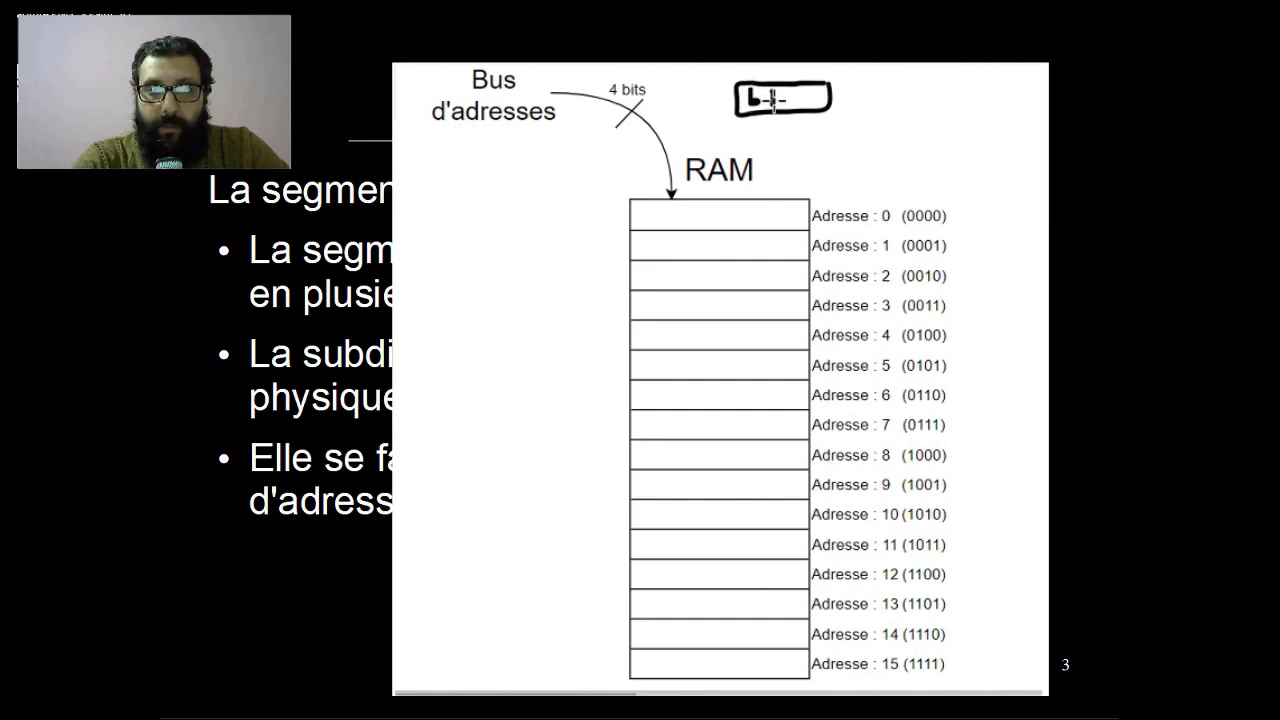 Bus
d'adresses
4 bits
RAM
La segmen
• La segm
en plusie
• La subdi
physique
• Elle se fa
d'adress
Adresse : 0 (0000)
Adresse : 1 (0001)
Adresse : 2 (0010)
Adresse : 3 (0011)
Adresse : 4 (0100)
Adresse : 5 (0101)
Adresse : 6 (0110)
Adresse : 7 (0111)
Adresse : 8 (1000)
Adresse : 9 (1001)
Adresse : 10 (1010)
Adresse : 11 (1011)
Adresse : 12 (1100)
Adresse : 13 (1101)
Adresse : 14 (1110)
Adresse : 15 (1111)
3